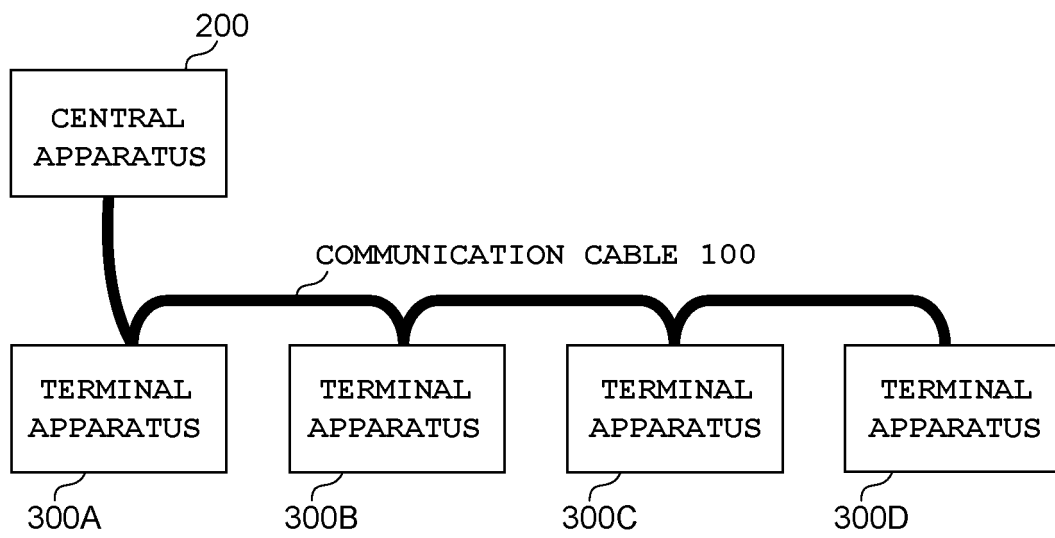 200
CENTRAL
APPARATUS
COMMUNICATION CABLE 100
TERMINAL
APPARATUS
TERMINAL
APPARATUS
TERMINAL
APPARATUS
TERMINAL
APPARATUS
300A
300B
300C
300D